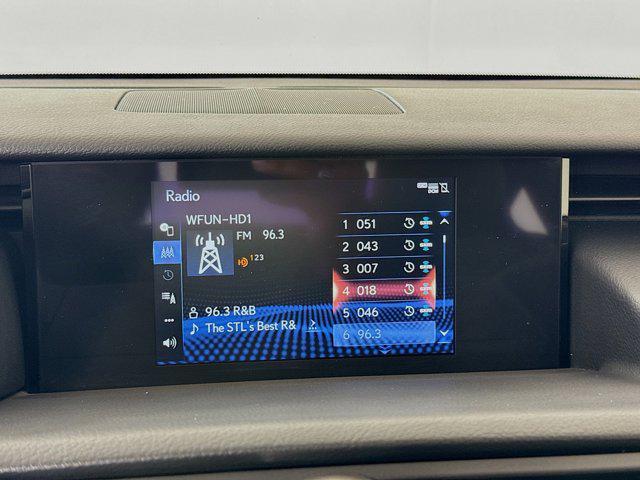 Radio
WFUN-HD1
FM 96.3
HD 123
96.3 R&B
The STL's Best R&
1 051
2 043
3 007
4 018
5 046
6 96.3